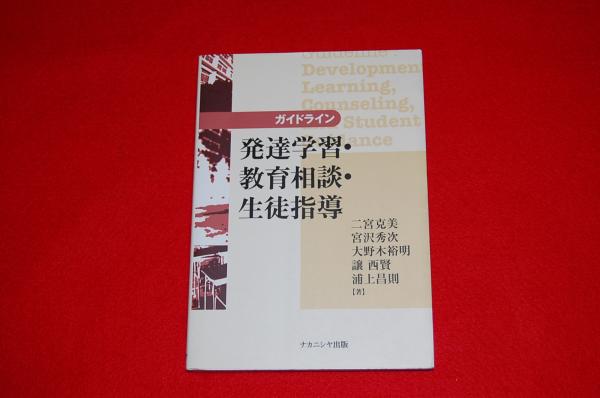 Guideline :
Development
Learning,
Counseling,
Student
Guidance
ガイドライン
発達学習・
教育相談・
生徒指導
二宮克美
宮沢秀次
大野木裕明
譲 西賢
浦上昌則
【著】
ナカニシヤ出版